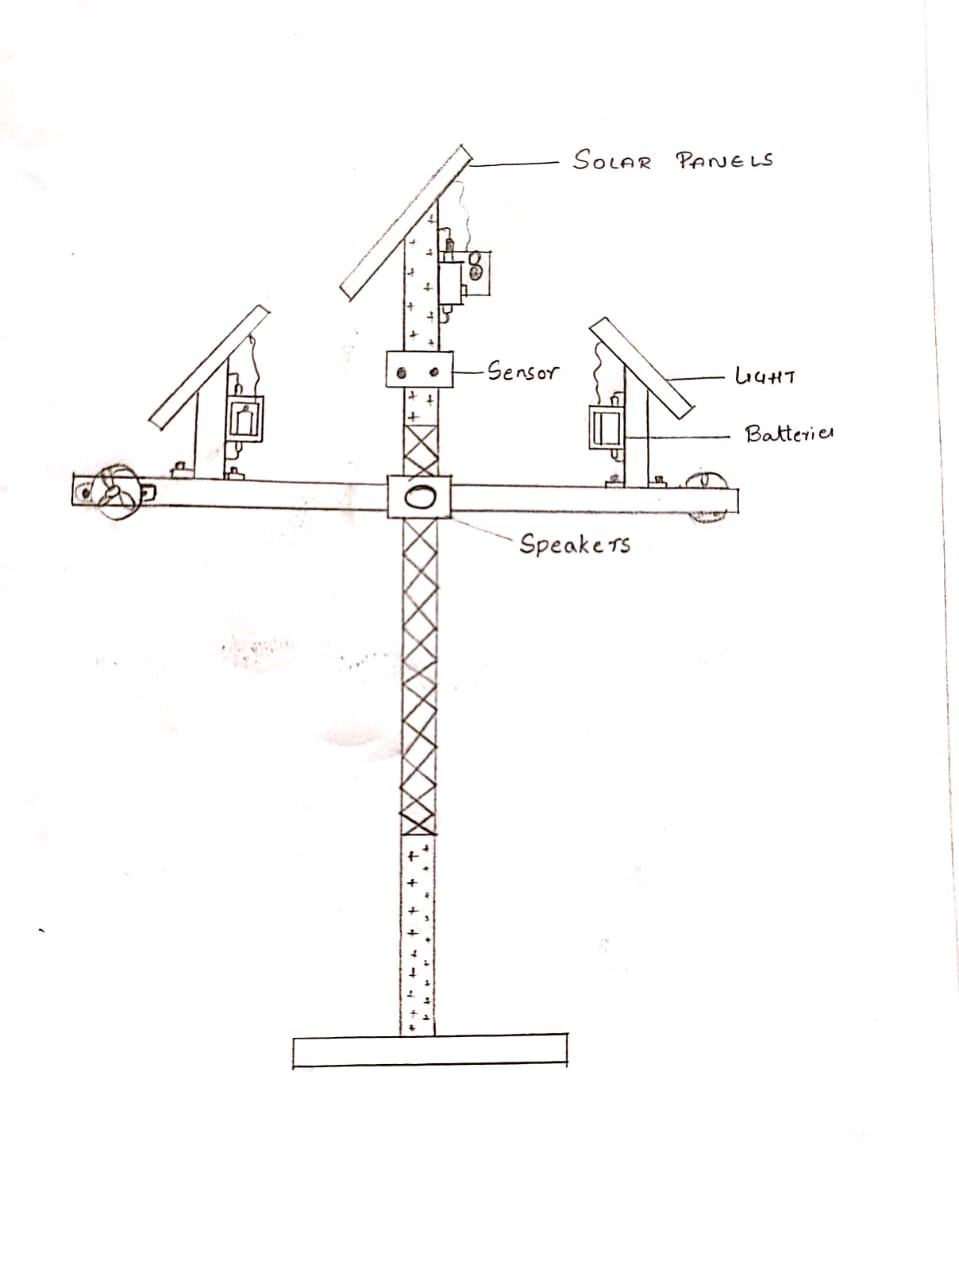 SOLAR PANELS
Sensor
LIGHT
Batteries
Speakers